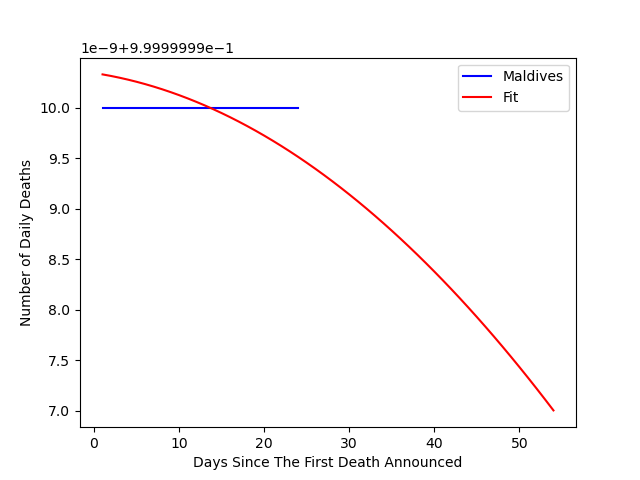 1e−9+9.9999999e−1
Maldives
Fit
10.0
9.5
9.0
8.5
8.0
7.5
7.0
Number of Daily Deaths
0 10 20 30 40 50
Days Since The First Death Announced